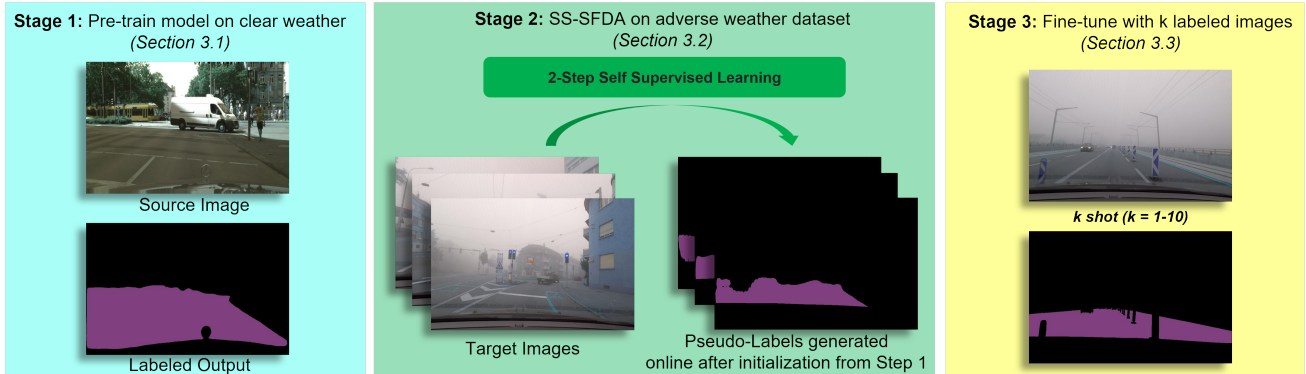 Stage 1: Pre-train model on clear weather
(Section 3.1)
Source Image
Labeled Output
Stage 2: SS-SFDA on adverse weather dataset
(Section 3.2)
2-Step Self Supervised Learning
Target Images
Pseudo-Labels generated
online after initialization from Step 1
Stage 3: Fine-tune with k labeled images
(Section 3.3)
k shot (k = 1-10)